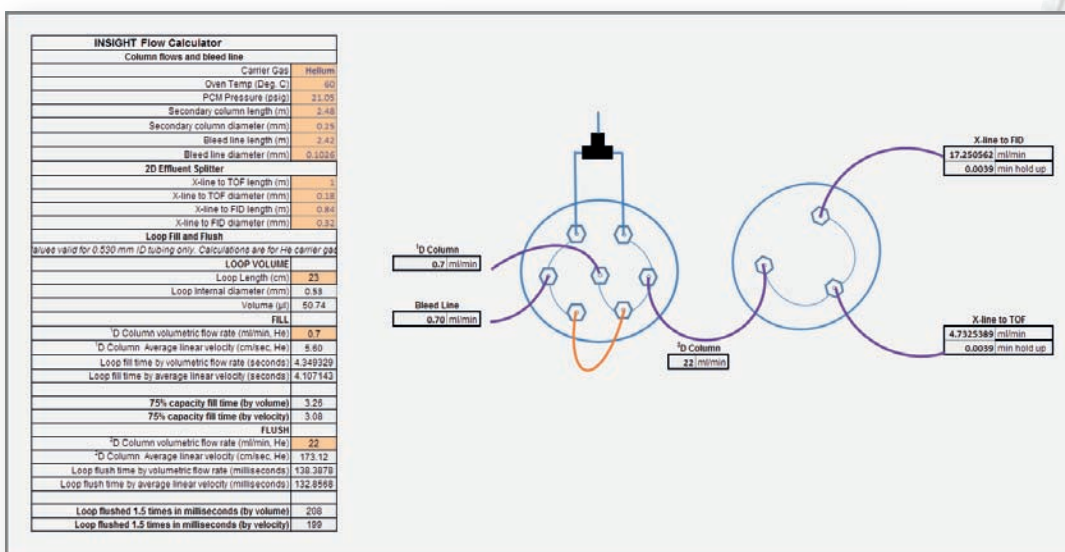 INSIGHT Flow Calculator
Column flows and bleed line
Carrier Gas Helium
Oven Temp (Deg. C) 60
PCM Pressure (psig) 21.05
Secondary column length (m) 2.48
Secondary column diameter (mm) 0.25
Bleed line length (m) 2.42
Bleed line diameter (mm) 0.1026
2D Effluent Splitter
X-line to TOF length (m) 1
X-line to TOF diameter (mm) 0.18
X-line to FID length (m) 0.84
X-line to FID diameter (mm) 0.32
Loop Fill and Flush
alues valid for 0.530 mm ID tubing only. Calculations are for He carrier gas
LOOP VOLUME
Loop Length (cm) 23
Loop Internal diameter (mm) 0.53
Volume (µl) 50.74
FILL
¹D Column volumetric flow rate (ml/min, He) 0.7
¹D Column Average linear velocity (cm/sec, He) 5.60
Loop fill time by volumetric flow rate (seconds) 4.349329
Loop fill time by average linear velocity (seconds) 4.107143
75% capacity fill time (by volume) 3.26
75% capacity fill time (by velocity) 3.08
FLUSH
²D Column volumetric flow rate (ml/min, He) 22
²D Column Average linear velocity (cm/sec, He) 173.12
Loop flush time by volumetric flow rate (milliseconds) 138.3878
Loop flush time by average linear velocity (milliseconds) 132.8568
Loop flushed 1.5 times in milliseconds (by volume) 208
Loop flushed 1.5 times in milliseconds (by velocity) 199
¹D Column
0.7 ml/min
Bleed Line
0.70 ml/min
²D Column
22 ml/min
X-line to FID
17.250562 ml/min
0.0039 min hold up
X-line to TOF
4.7325389 ml/min
0.0039 min hold up